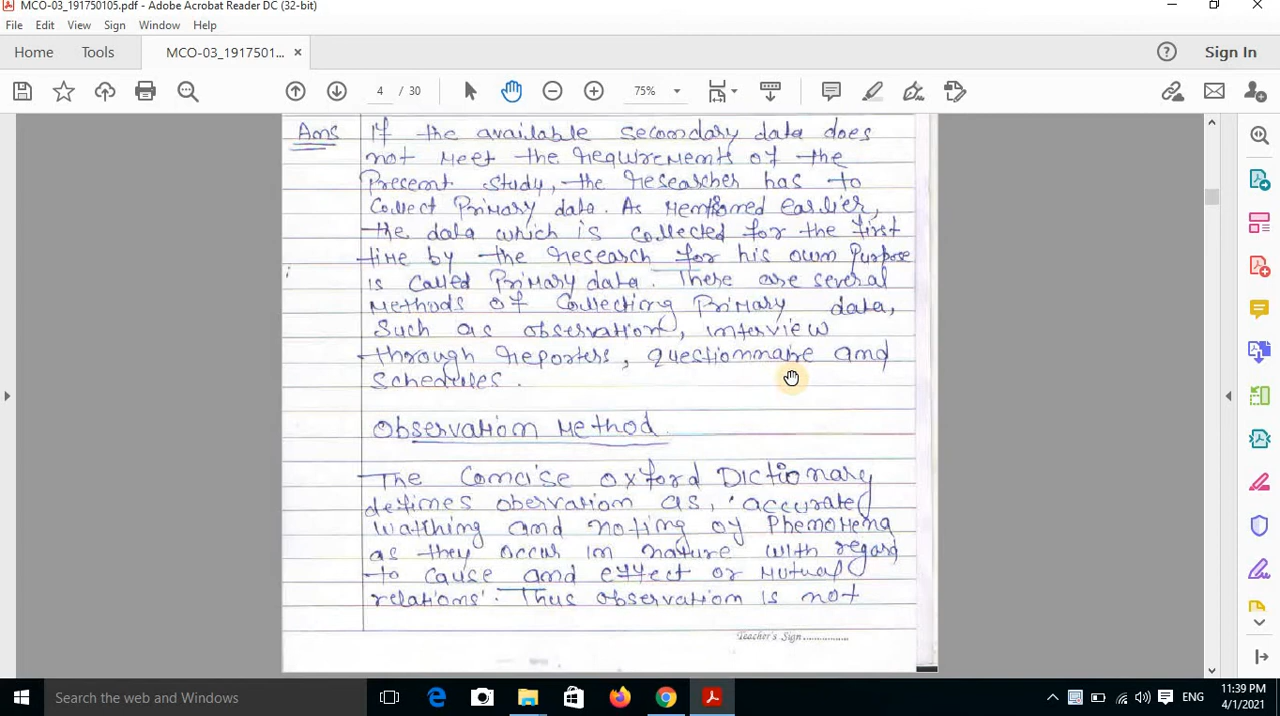 MCO-03_191750105.pdf - Adobe Acrobat Reader DC (32-bit)
File Edit View Sign Window Help
Home Tools MCO-03_1917501... × Sign In
4 / 30 75%
Ans If the available secondary data does
not meet the requirements of the
Present study, the researcher has to
Collect Primary data. As mentioned earlier,
the data which is collected for the first
time by the research for his own Purpose
is called Primary data. There are several
methods of Collecting Primary data,
Such as observation, interview
through reporters, questionnaire and
Schedules.
Observation Method
The Concise oxford Dictionary
defines obervation as, 'accurated
watching and noting of Phenomena
as they occur in nature with regard
to cause and effect or mutual
relations'. Thus observation is not
Teacher's Sign...............
Search the web and Windows
ENG
11:39 PM
4/1/2021